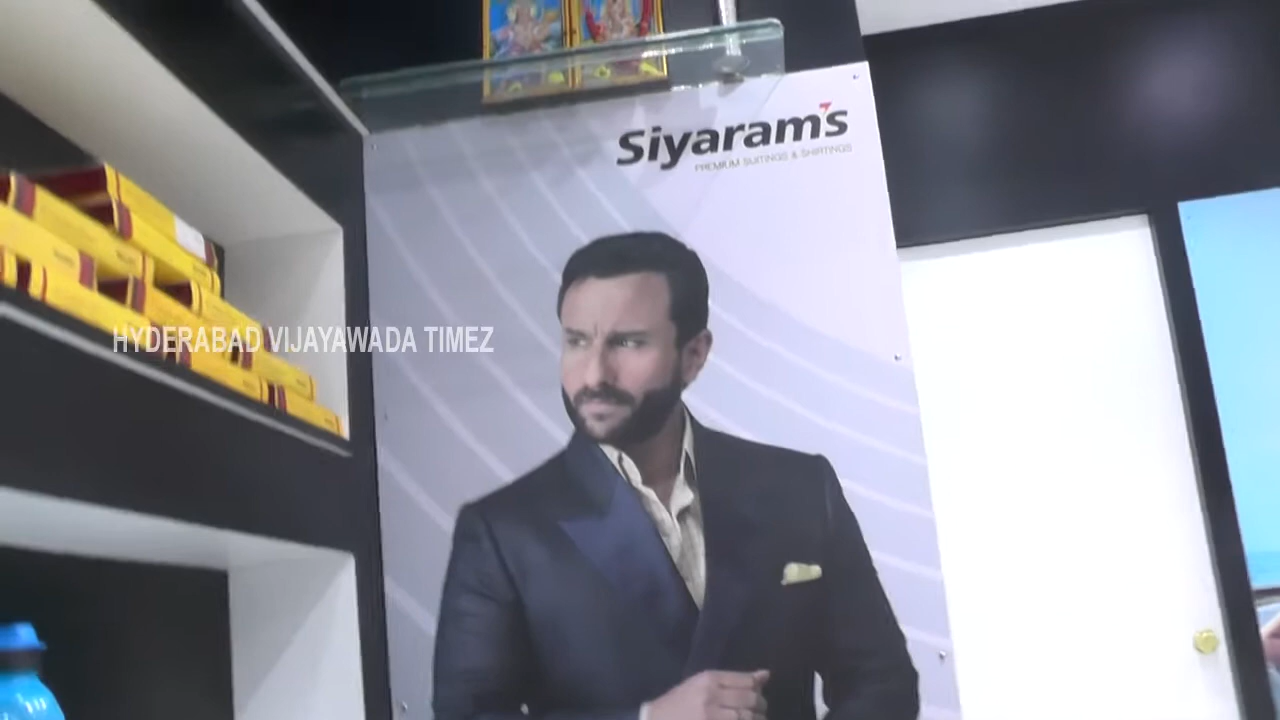 Siyaram's
PREMIUM SUITINGS & SHIRTINGS
HYDERABAD VIJAYAWADA TIMEZ